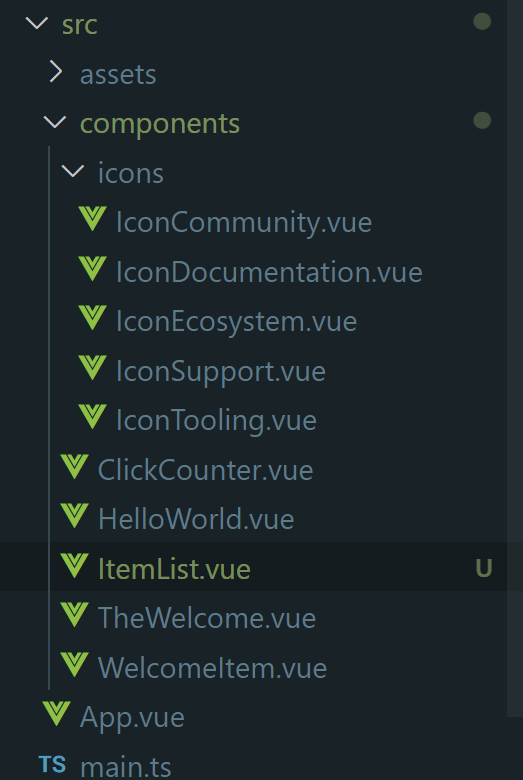 src
assets
components
icons
IconCommunity.vue
IconDocumentation.vue
IconEcosystem.vue
IconSupport.vue
IconTooling.vue
ClickCounter.vue
HelloWorld.vue
ItemList.vue U
TheWelcome.vue
WelcomeItem.vue
App.vue
TS main.ts